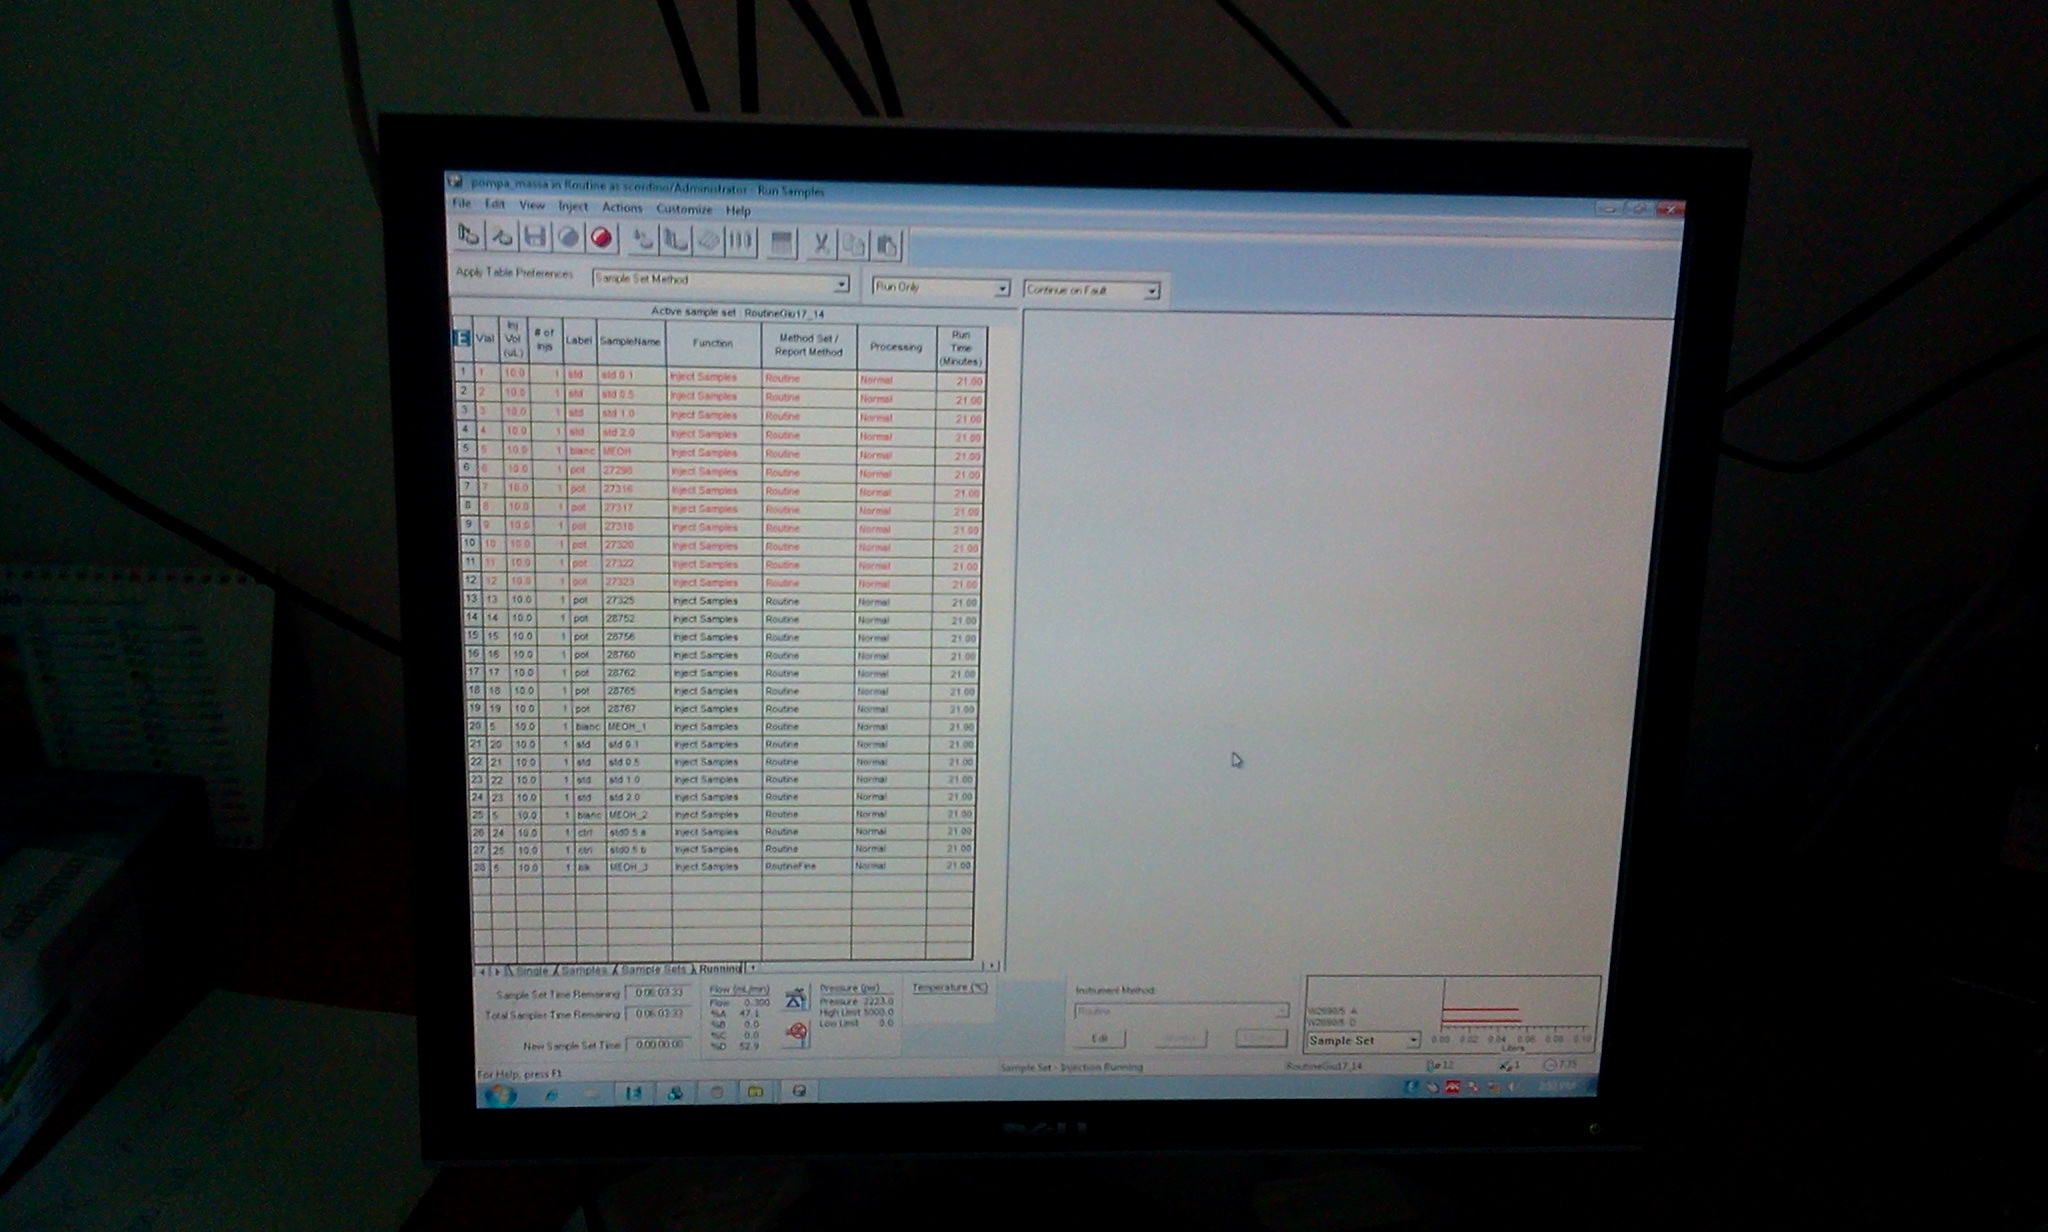 pompa_massa in Routine as scordino/Administrator - Run Samples
File Edit View Inject Actions Customize Help
Apply Table Preferences Sample Set Method Run Only Continue on Fault
Active sample set : RoutineGiu17_14
E Vial Inj Vol (uL) # of Injs Label SampleName Function Method Set / Report Method Processing Run Time (Minutes)
1 1 10.0 1 std std 0.1 Inject Samples Routine Normal 21.00
2 2 10.0 1 std std 0.5 Inject Samples Routine Normal 21.00
3 3 10.0 1 std std 1.0 Inject Samples Routine Normal 21.00
4 4 10.0 1 std std 2.0 Inject Samples Routine Normal 21.00
5 5 10.0 1 bianc MEOH Inject Samples Routine Normal 21.00
6 6 10.0 1 pot 27298 Inject Samples Routine Normal 21.00
7 7 10.0 1 pot 27316 Inject Samples Routine Normal 21.00
8 8 10.0 1 pot 27317 Inject Samples Routine Normal 21.00
9 9 10.0 1 pot 27318 Inject Samples Routine Normal 21.00
10 10 10.0 1 pot 27320 Inject Samples Routine Normal 21.00
11 11 10.0 1 pot 27322 Inject Samples Routine Normal 21.00
12 12 10.0 1 pot 27323 Inject Samples Routine Normal 21.00
13 13 10.0 1 pot 27325 Inject Samples Routine Normal 21.00
14 14 10.0 1 pot 28752 Inject Samples Routine Normal 21.00
15 15 10.0 1 pot 28756 Inject Samples Routine Normal 21.00
16 16 10.0 1 pot 28760 Inject Samples Routine Normal 21.00
17 17 10.0 1 pot 28762 Inject Samples Routine Normal 21.00
18 18 10.0 1 pot 28765 Inject Samples Routine Normal 21.00
19 19 10.0 1 pot 28767 Inject Samples Routine Normal 21.00
20 5 10.0 1 bianc MEOH_1 Inject Samples Routine Normal 21.00
21 20 10.0 1 std std 0.1 Inject Samples Routine Normal 21.00
22 21 10.0 1 std std 0.5 Inject Samples Routine Normal 21.00
23 22 10.0 1 std std 1.0 Inject Samples Routine Normal 21.00
24 23 10.0 1 std std 2.0 Inject Samples Routine Normal 21.00
25 5 10.0 1 bianc MEOH_2 Inject Samples Routine Normal 21.00
26 24 10.0 1 ctrl std0.5 a Inject Samples Routine Normal 21.00
27 25 10.0 1 ctrl std0.5 b Inject Samples Routine Normal 21.00
28 5 10.0 1 blk MEOH_3 Inject Samples RoutineFine Normal 21.00
Single Samples Sample Sets Running
Sample Set Time Remaining 0:06:03:33
Total Samples Time Remaining 0:06:03:33
New Sample Set Time 0:00:00:00
Flow (mL/min)
Flow 0.300
%A 47.1
%B 0.0
%C 0.0
%D 52.9
Pressure (psi)
Pressure 2223.0
High Limit 5000.0
Low Limit 0.0
Temperature (°C)
Instrument Method:
Routine
Edit
W2690/5 A
W2690/5 D
Sample Set
0.00 0.02 0.04 0.06 0.08 0.10
Liters
For Help, press F1
Sample Set - Injection Running RoutineGiu17_14 12 1 7.35
DELL